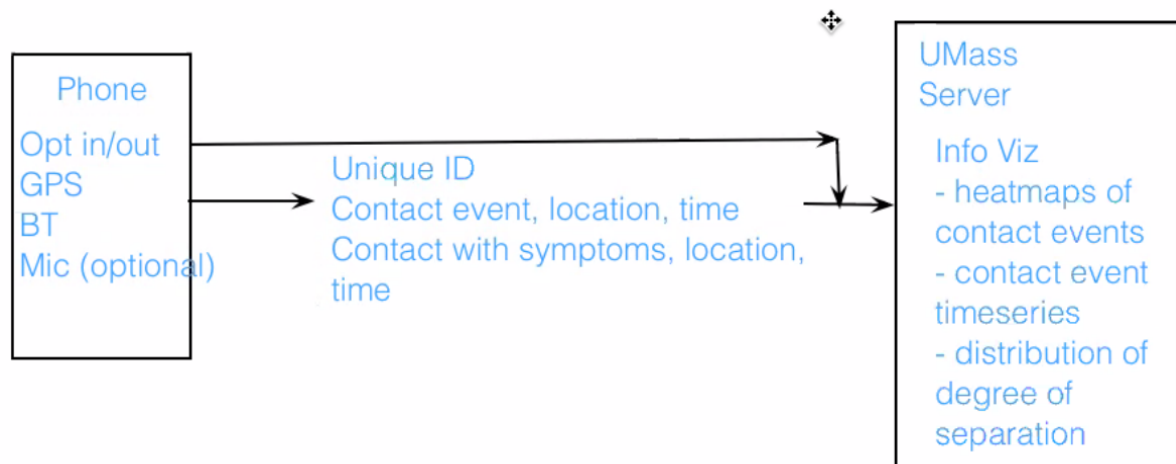 Phone
Opt in/out
GPS
BT
Mic (optional)
Unique ID
Contact event, location, time
Contact with symptoms, location,
time
UMass
Server
Info Viz
- heatmaps of
contact events
- contact event
timeseries
- distribution of
degree of
separation